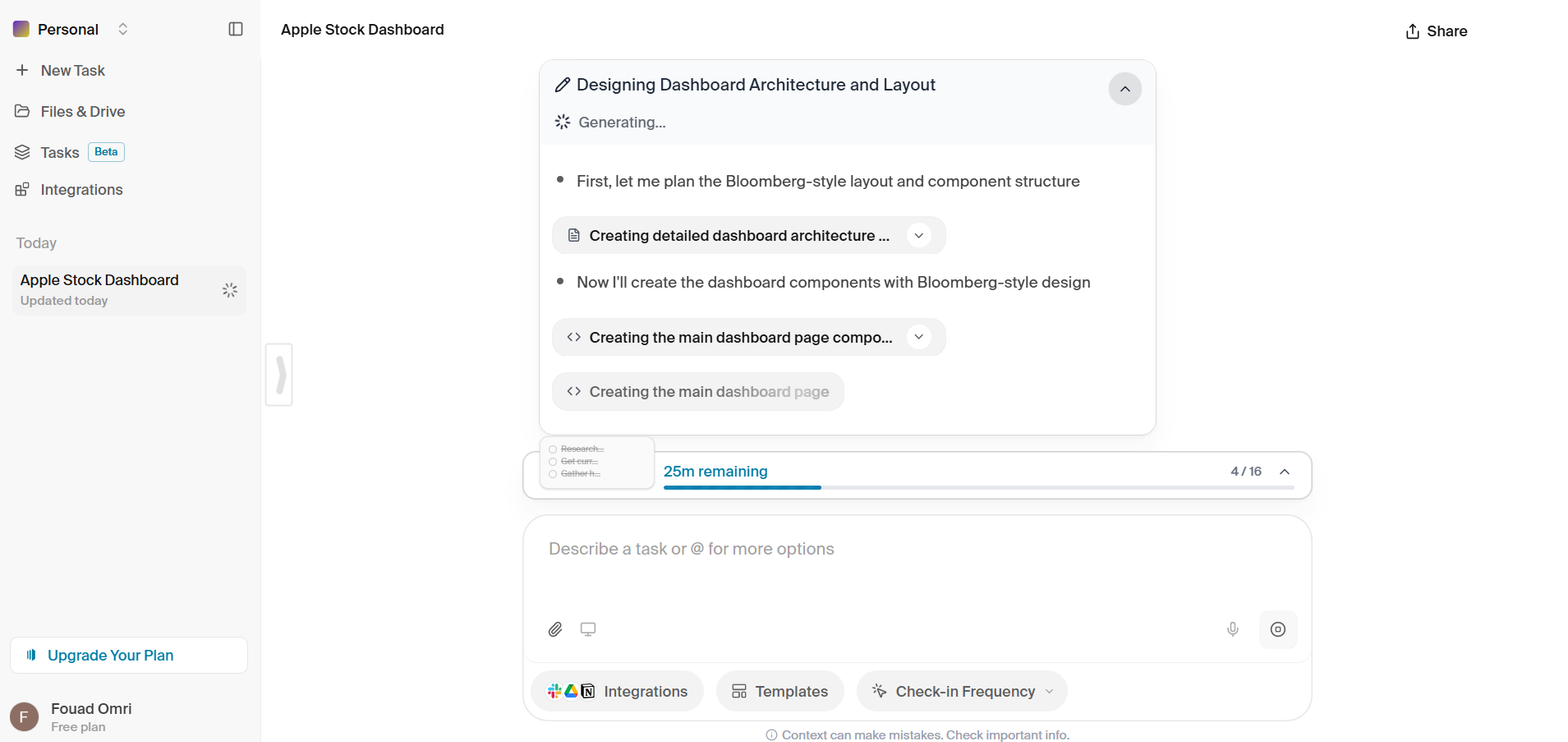 Personal
Apple Stock Dashboard
Share
New Task
Files & Drive
Tasks Beta
Integrations
Today
Apple Stock Dashboard
Updated today
Designing Dashboard Architecture and Layout
Generating...
First, let me plan the Bloomberg-style layout and component structure
Creating detailed dashboard architecture ...
Now I'll create the dashboard components with Bloomberg-style design
Creating the main dashboard page compo...
Creating the main dashboard page
Research...
Get curr...
Gather h...
25m remaining
4 / 16
Describe a task or @ for more options
Integrations
Templates
Check-in Frequency
Context can make mistakes. Check important info.
Upgrade Your Plan
F
Fouad Omri
Free plan